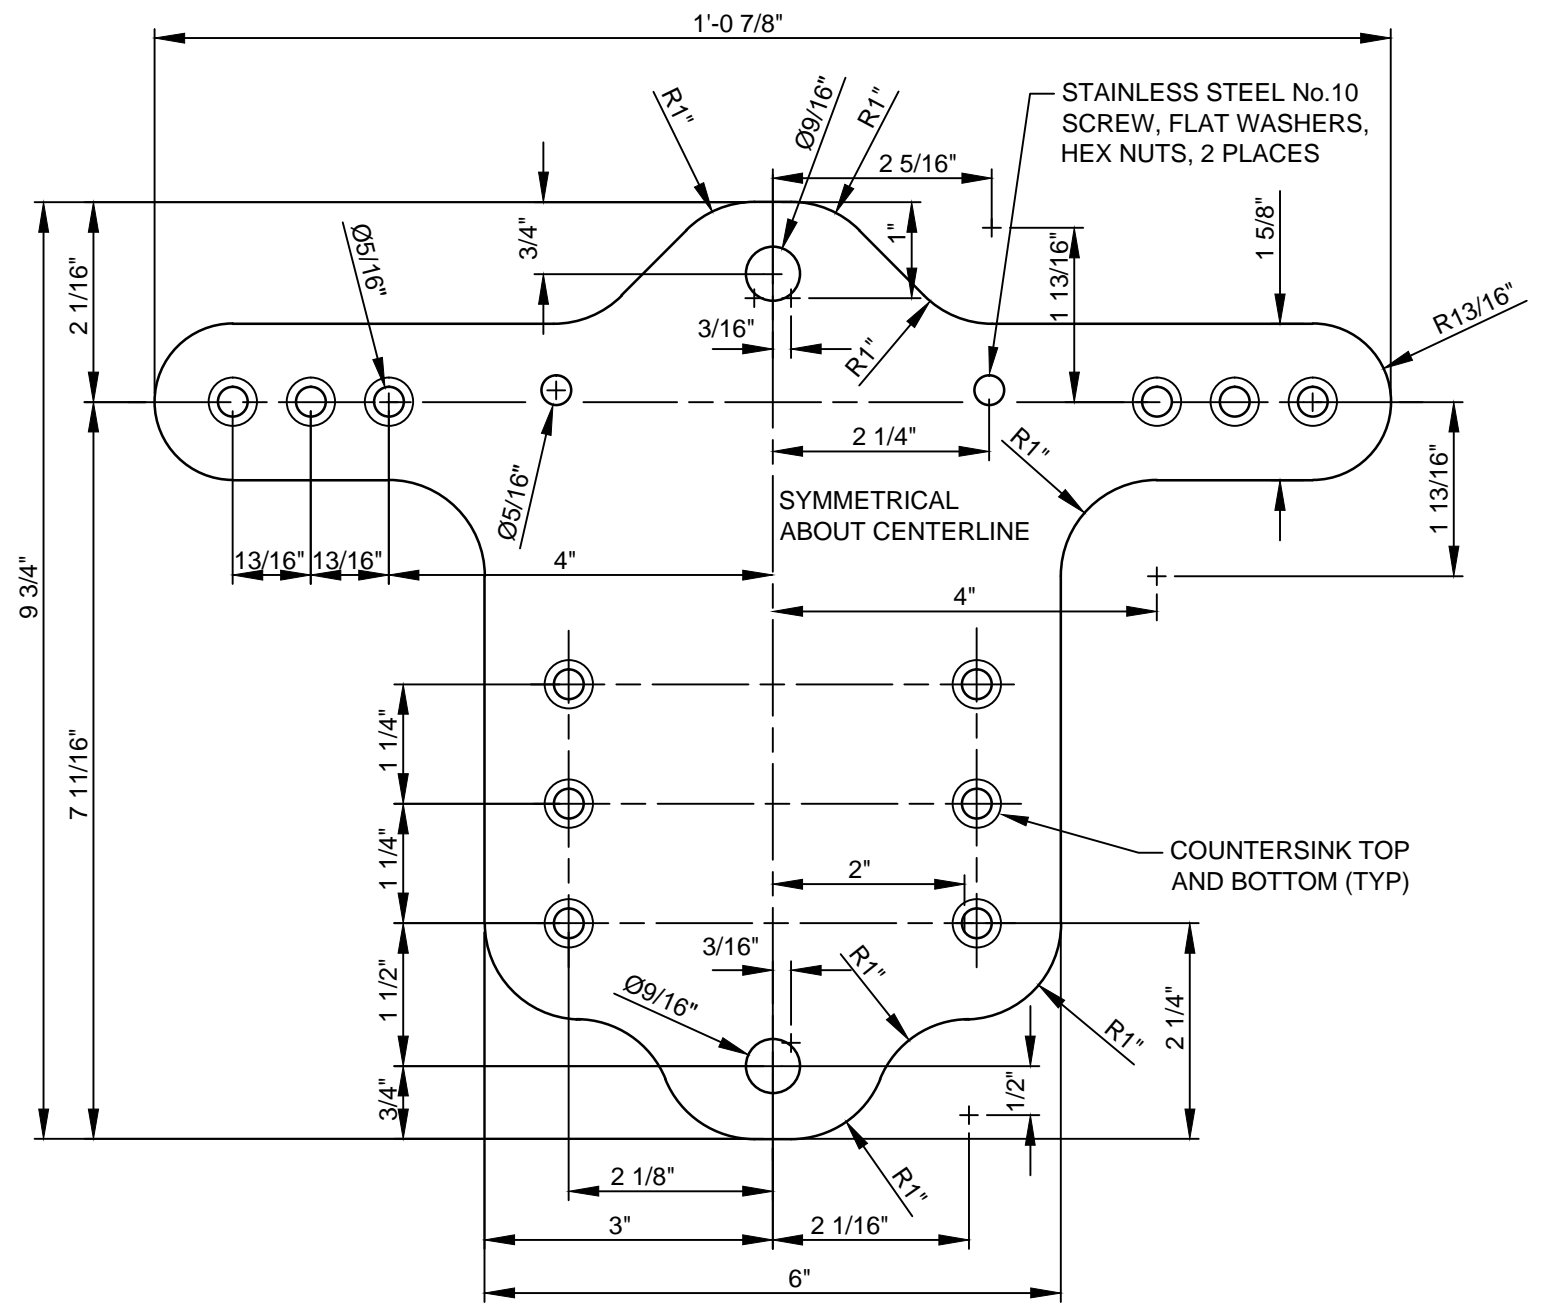 1'-0 7/8"
R1"
Ø9/16"
R1"
STAINLESS STEEL No.10
SCREW, FLAT WASHERS,
HEX NUTS, 2 PLACES
2 5/16"
3/4"
1"
1 13/16"
1 5/8"
2 1/16"
Ø5/16"
R13/16"
3/16"
R1"
2 1/4"
R1"
1 13/16"
Ø5/16"
SYMMETRICAL
ABOUT CENTERLINE
13/16"
13/16"
4"
9 3/4"
4"
1 1/4"
7 11/16"
1 1/4"
COUNTERSINK TOP
AND BOTTOM (TYP)
2"
3/16"
R1"
1 1/2"
Ø9/16"
R1"
2 1/4"
3/4"
1/2"
R1"
2 1/8"
3"
2 1/16"
6"